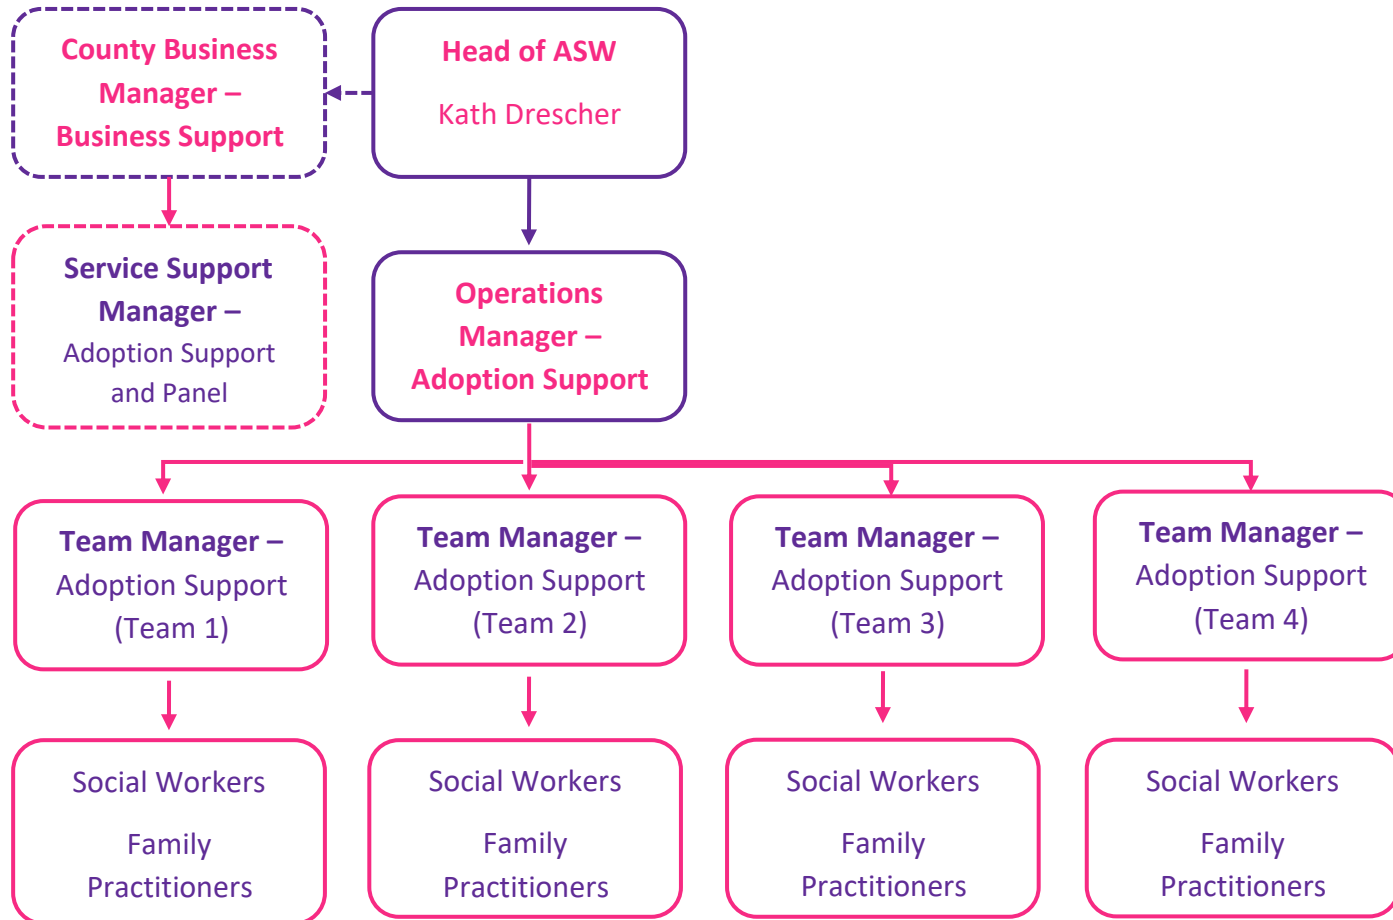 County Business
Manager –
Business Support
Head of ASW
Kath Drescher
Service Support
Manager –
Adoption Support
and Panel
Operations
Manager –
Adoption Support
Team Manager –
Adoption Support
(Team 1)
Team Manager –
Adoption Support
(Team 2)
Team Manager –
Adoption Support
(Team 3)
Team Manager –
Adoption Support
(Team 4)
Social Workers
Family
Practitioners
Social Workers
Family
Practitioners
Social Workers
Family
Practitioners
Social Workers
Family
Practitioners